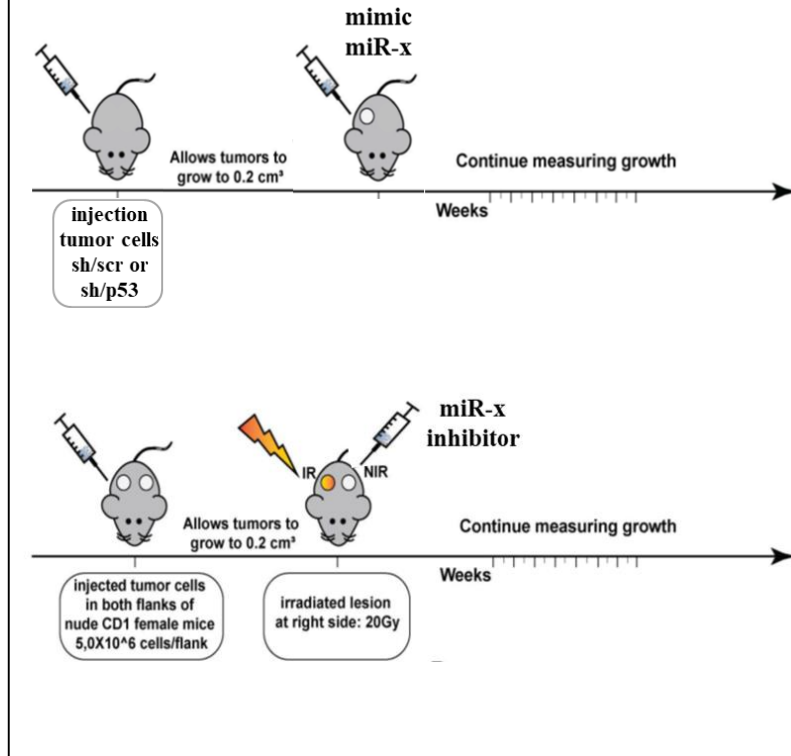 mimic
miR-x
Allows tumors to
grow to 0.2 cm³
Continue measuring growth
Weeks
injection
tumor cells
sh/scr or
sh/p53
miR-x
inhibitor
IR
NIR
Allows tumors to
grow to 0.2 cm³
Continue measuring growth
Weeks
injected tumor cells
in both flanks of
nude CD1 female mice
5,0X10^6 cells/flank
irradiated lesion
at right side: 20Gy